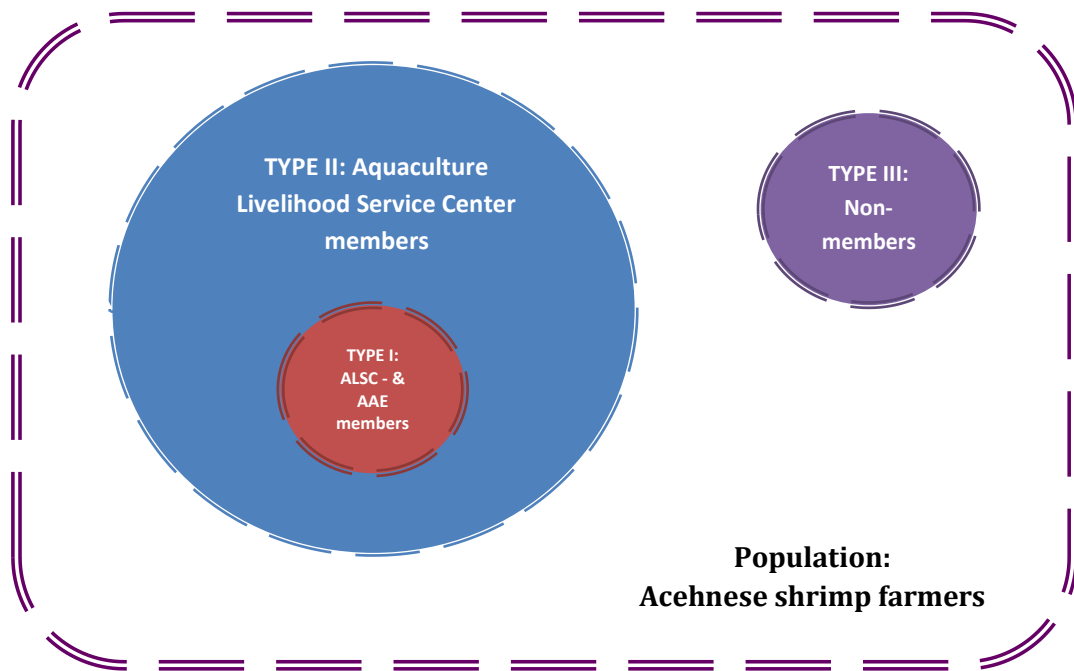 TYPE II: Aquaculture
Livelihood Service Center
members
TYPE III:
Non-
members
TYPE I:
ALSC - &
AAE
members
Population:
Acehnese shrimp farmers